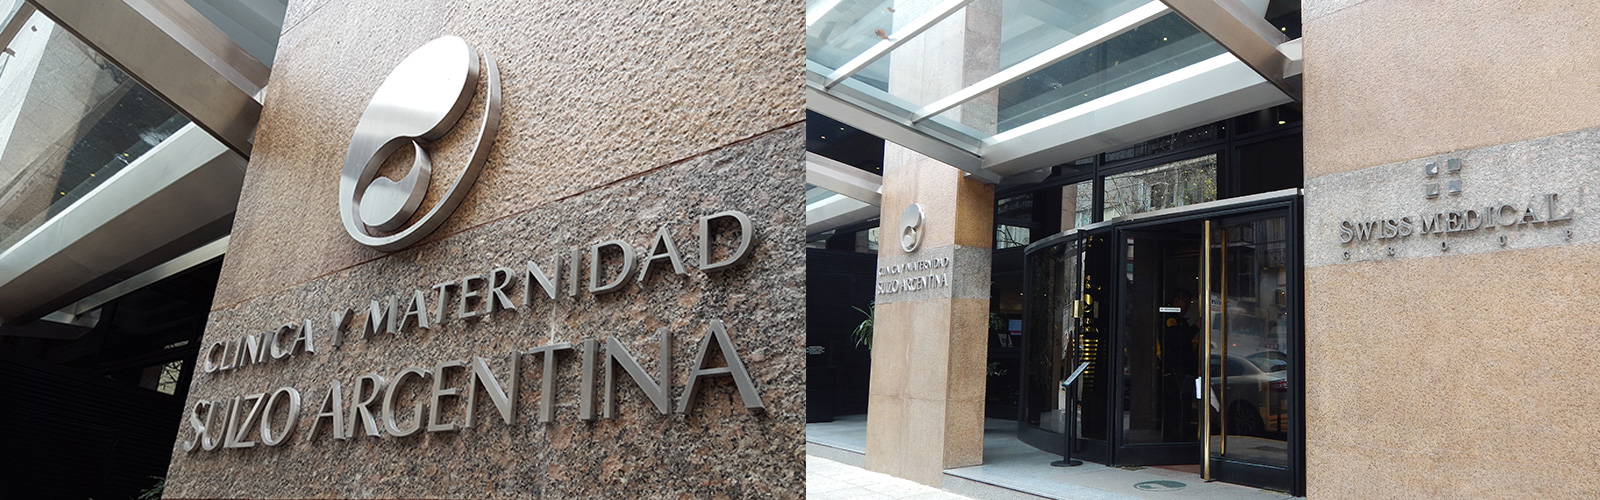 CLINICA Y MATERNIDAD
SUIZO ARGENTINA
CLINICA Y MATERNIDAD
SUIZO ARGENTINA
SWISS MEDICAL
GROUP